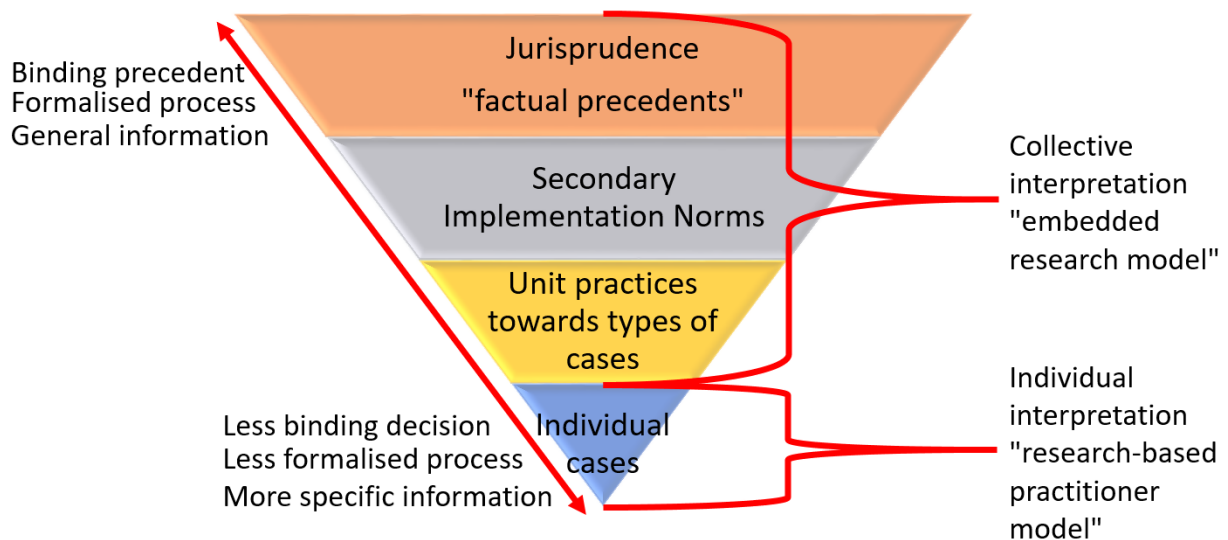 Binding precedent
Formalised process
General information
Jurisprudence
"factual precedents"
Secondary
Implementation Norms
Unit practices
towards types of
cases
Individual
cases
Less binding decision
Less formalised process
More specific information
Collective
interpretation
"embedded
research model"
Individual
interpretation
"research-based
practitioner
model"